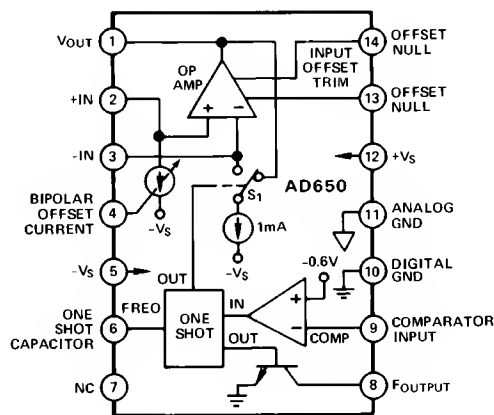 VOUT
1
+IN
2
-IN
3
BIPOLAR
OFFSET
CURRENT
4
-VS
5
ONE
SHOT
CAPACITOR
6
NC
7
OP
AMP
+
−
INPUT
OFFSET
TRIM
-VS
S1
1mA
-VS
AD650
OUT
FREO
ONE
SHOT
IN
OUT
-0.6V
+
−
COMP
14
OFFSET
NULL
13
OFFSET
NULL
12
+VS
11
ANALOG
GND
10
DIGITAL
GND
9
COMPARATOR
INPUT
8
FOUTPUT